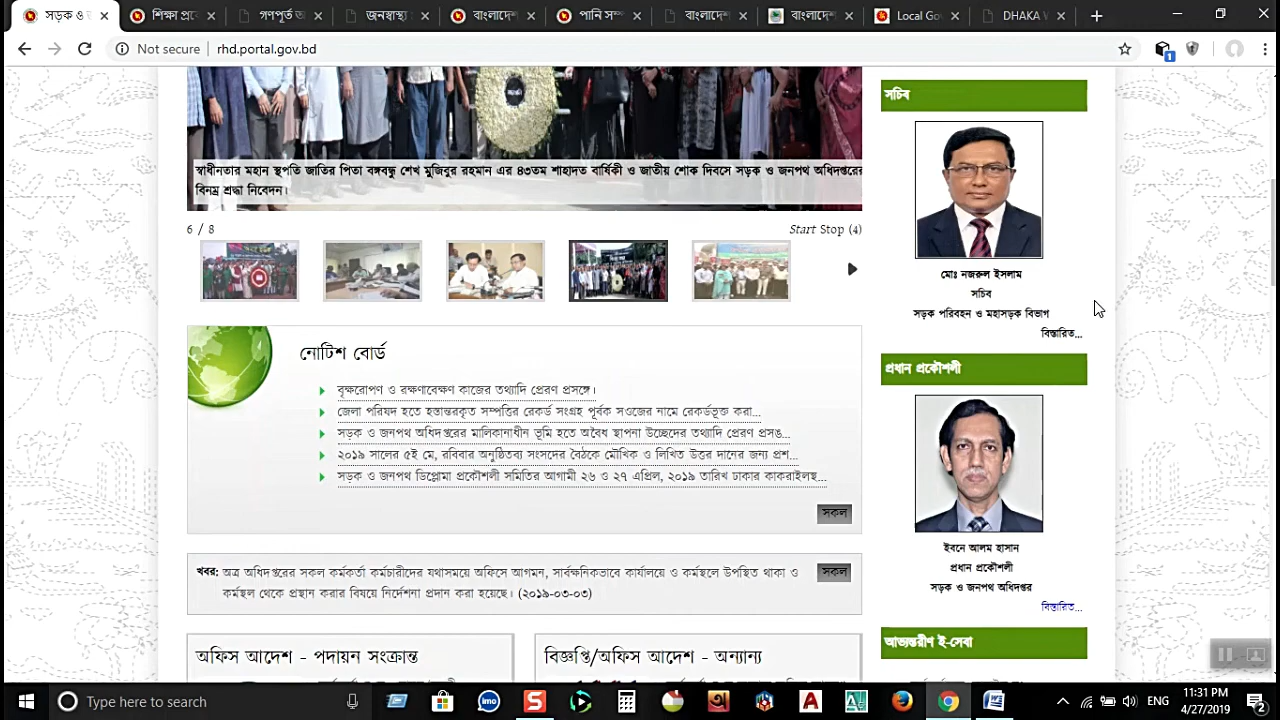 সড়ক ও
শিক্ষা প্র
গণপূর্ত
জনস্বাস্থ্য
বাংলাদেশ
পানি সম্প
বাংলাদেশ
বাংলাদেশ
Local Go
DHAKA
Not secure
rhd.portal.gov.bd
স্বাধীনতার মহান স্থপতি জাতির পিতা বঙ্গবন্ধু শেখ মুজিবুর রহমান এর ৪৩তম শাহাদত বার্ষিকী ও জাতীয় শোক দিবসে সড়ক ও জনপথ অধিদপ্তরের
বিনম্র শ্রদ্ধা নিবেদন।
6 / 8
Start Stop (4)
নোটিশ বোর্ড
বৃক্ষরোপণ ও রক্ষণাবেক্ষণ কাজের তথ্যাদি প্রেরণ প্রসঙ্গে।
জেলা পরিষদ হতে হস্তান্তরকৃত সম্পত্তির রেকর্ড সংগ্রহ পূর্বক সওজের নামে রেকর্ডভূক্ত করা...
সড়ক ও জনপথ অধিদপ্তরের মালিকানাধীন ভূমি হতে অবৈধ স্থাপনা উচ্ছেদের তথ্যাদি প্রেরণ প্রসঙ...
২০১৯ সালের ৫ই মে, রবিবার অনুষ্ঠিতব্য সংসদের বৈঠকে মৌখিক ও লিখিত উত্তর দানের জন্য প্রশ...
সড়ক ও জনপথ ডিপ্লোমা প্রকৌশলী সমিতির আগামী ২৬ ও ২৭ এপ্রিল, ২০১৯ তারিখ ঢাকার কাকরাইলস্থ...
সকল
খবর: অত্র অধিদপ্তরের সকল কর্মকর্তা কর্মচারীদের যথাসময়ে অফিসে আগমন, সার্বক্ষনিকভাবে কার্যালয়ে ও কর্মস্থলে উপস্থিত থাকা ও
কর্মস্থল থেকে প্রস্থান করার বিষয়ে নির্দেশনা প্রদান করা হয়েছে। (২০১৯-০৩-০৩)
সকল
অফিস আদেশ - পদায়ন সংক্রান্ত
বিজ্ঞপ্তি/অফিস আদেশ - অন্যান্য
সচিব
মোঃ নজরুল ইসলাম
সচিব
সড়ক পরিবহন ও মহাসড়ক বিভাগ
বিস্তারিত...
প্রধান প্রকৌশলী
ইবনে আলম হাসান
প্রধান প্রকৌশলী
সড়ক ও জনপথ অধিদপ্তর
বিস্তারিত...
আভ্যন্তরীণ ই-সেবা
Type here to search
ENG
11:31 PM
4/27/2019